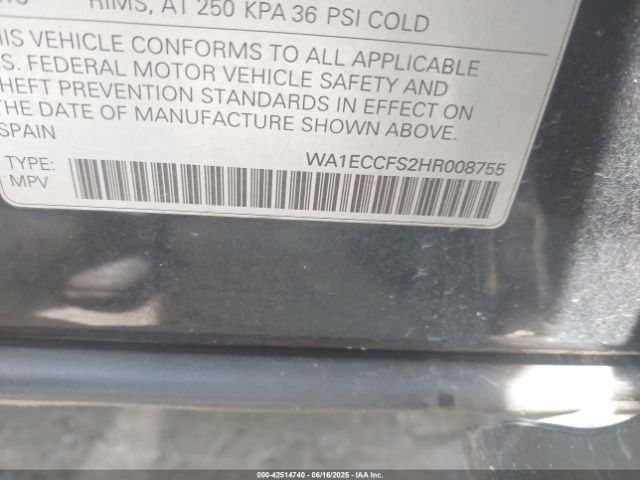 RIMS, AT 250 KPA 36 PSI COLD
THIS VEHICLE CONFORMS TO ALL APPLICABLE
U.S. FEDERAL MOTOR VEHICLE SAFETY AND
THEFT PREVENTION STANDARDS IN EFFECT ON
THE DATE OF MANUFACTURE SHOWN ABOVE.
SPAIN
TYPE: WA1ECCFS2HR008755
MPV
000-42514740 - 06/16/2025 - IAA Inc.